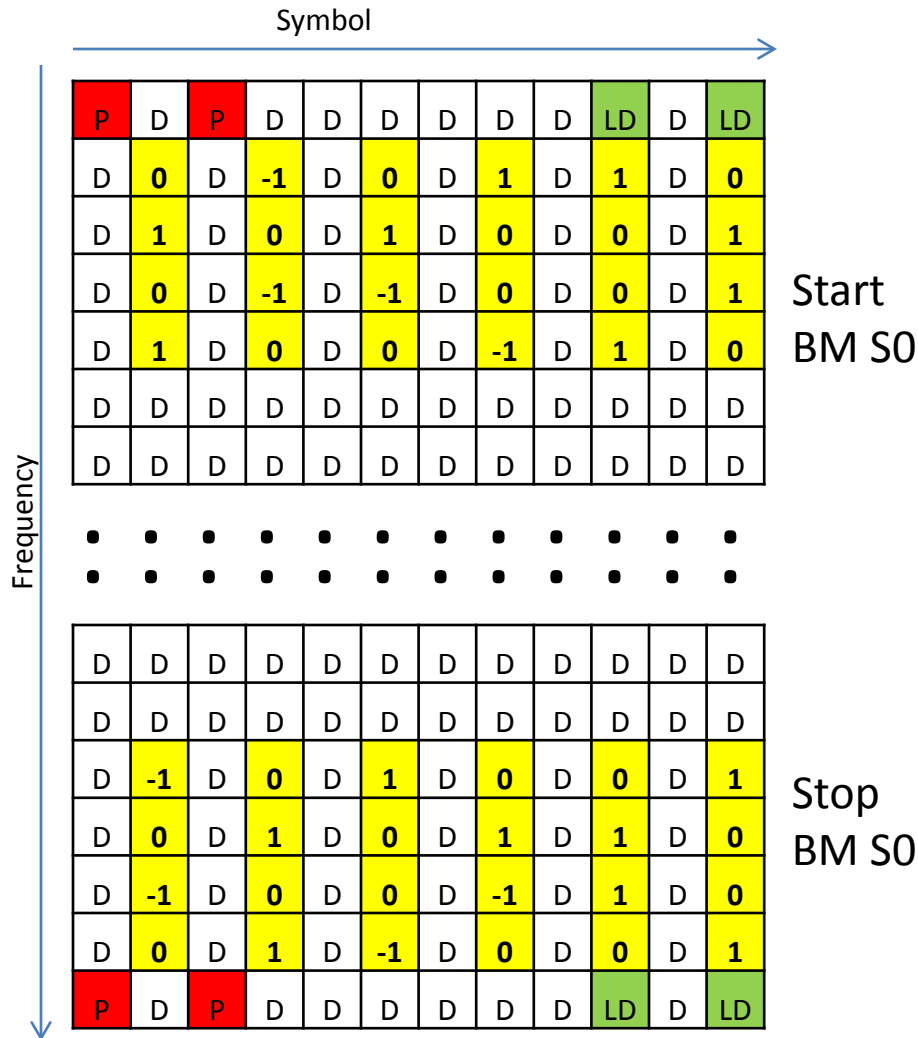 Symbol
P D P D D D D D D LD D LD
D 0 D -1 D 0 D 1 D 1 D 0
D 1 D 0 D 1 D 0 D 0 D 1
D 0 D -1 D -1 D 0 D 0 D 1
D 1 D 0 D 0 D -1 D 1 D 0
D D D D D D D D D D D D
D D D D D D D D D D D D
Start
BM S0
Frequency
D D D D D D D D D D D D
D D D D D D D D D D D D
D -1 D 0 D 1 D 0 D 0 D 1
D 0 D 1 D 0 D 1 D 1 D 0
D -1 D 0 D 0 D -1 D 1 D 0
D 0 D 1 D -1 D 0 D 0 D 1
P D P D D D D D D LD D LD
Stop
BM S0